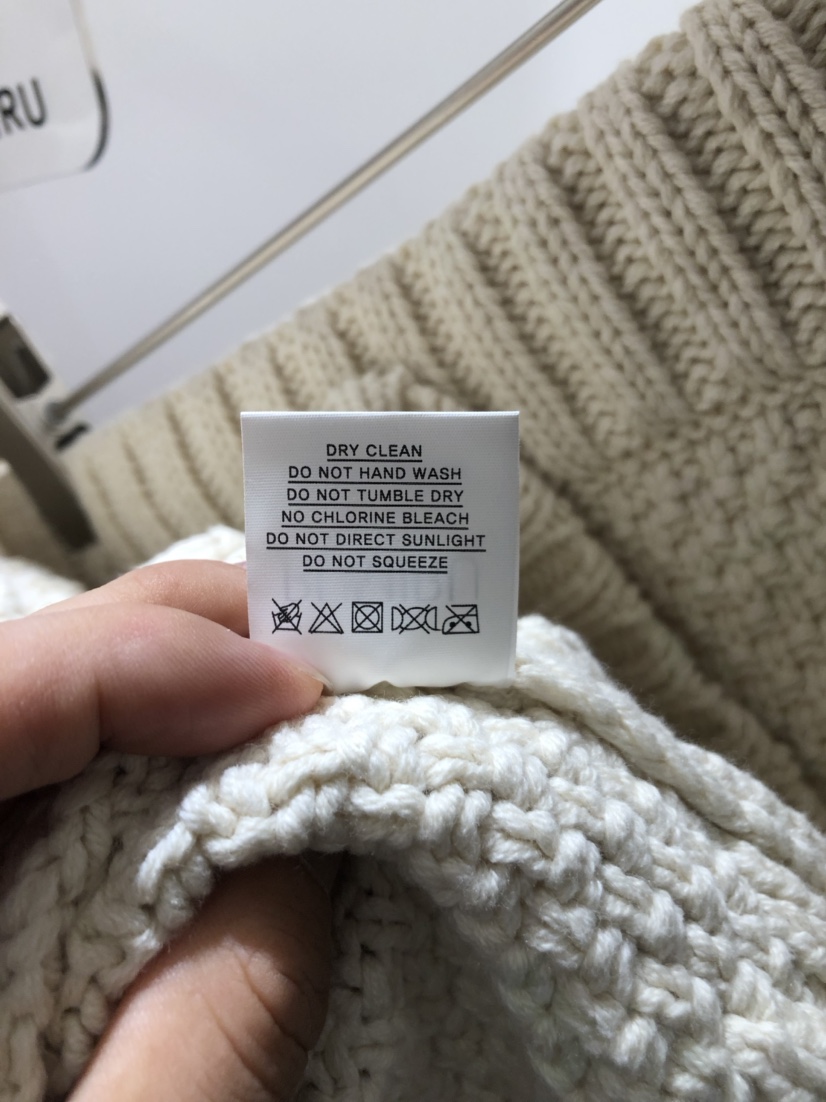 RU
DRY CLEAN
DO NOT HAND WASH
DO NOT TUMBLE DRY
NO CHLORINE BLEACH
DO NOT DIRECT SUNLIGHT
DO NOT SQUEEZE